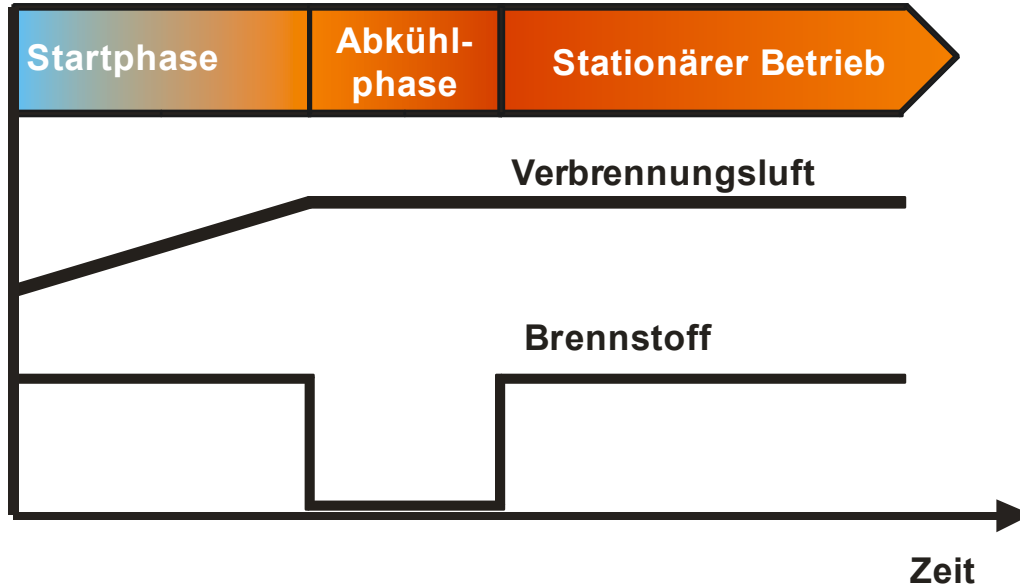 Startphase
Abkühl-
phase
Stationärer Betrieb
Verbrennungsluft
Brennstoff
Zeit